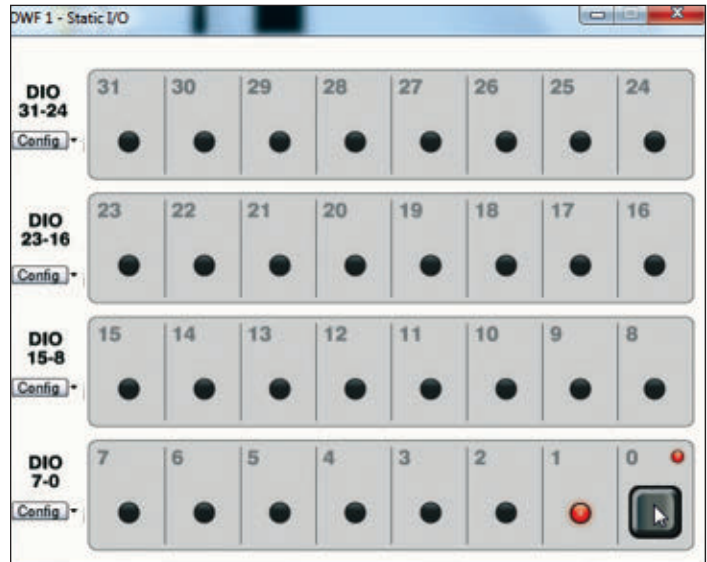 DWF 1 - Static I/O
DIO
31-24
Config
31 30 29 28 27 26 25 24
DIO
23-16
Config
23 22 21 20 19 18 17 16
DIO
15-8
Config
15 14 13 12 11 10 9 8
DIO
7-0
Config
7 6 5 4 3 2 1 0